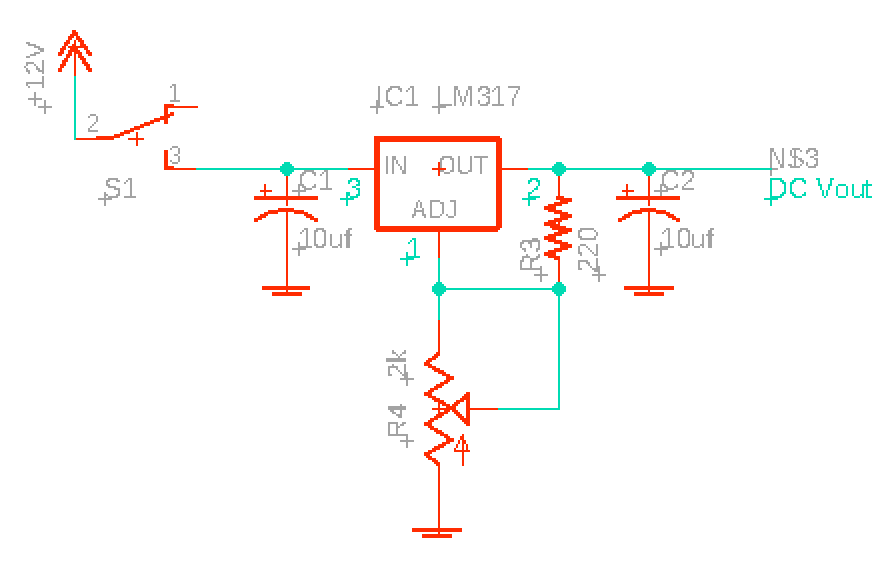 +12V
1
2
3
S1
IC1 LM317
IN OUT
ADJ
3
2
1
C1
10uf
R3
220
C2
10uf
N$3
DC Vout
2k
R4